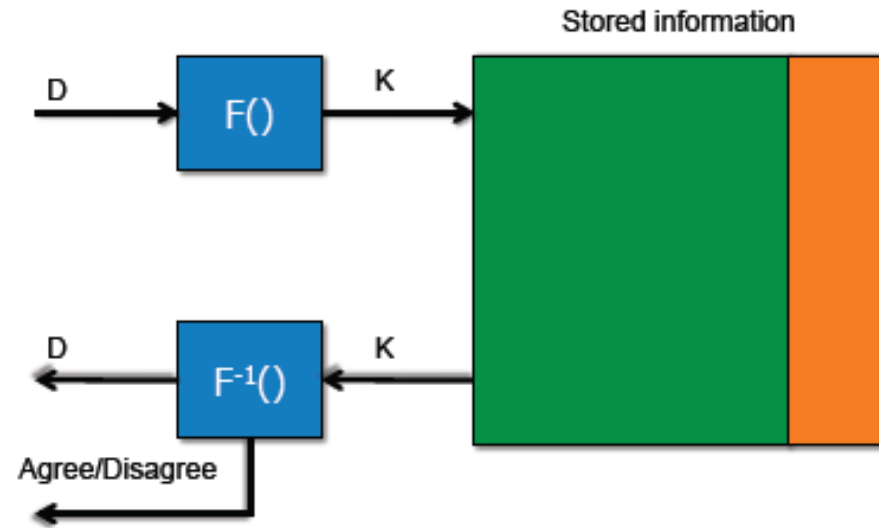 Stored information
D
F()
K
D
F-1()
K
Agree/Disagree